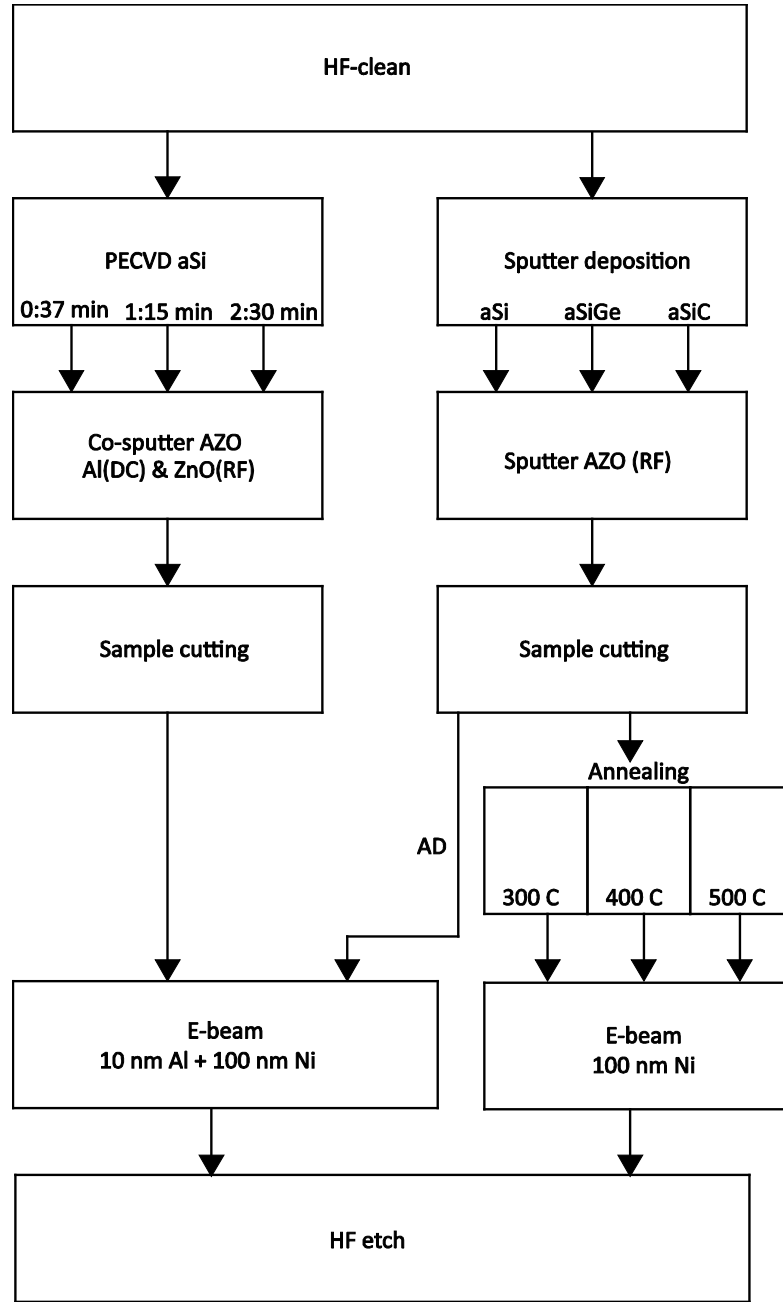 HF-clean
PECVD aSi
0:37 min 1:15 min 2:30 min
Sputter deposition
aSi aSiGe aSiC
Co-sputter AZO
Al(DC) & ZnO(RF)
Sputter AZO (RF)
Sample cutting
Sample cutting
Annealing
AD
300 C 400 C 500 C
E-beam
10 nm Al + 100 nm Ni
E-beam
100 nm Ni
HF etch